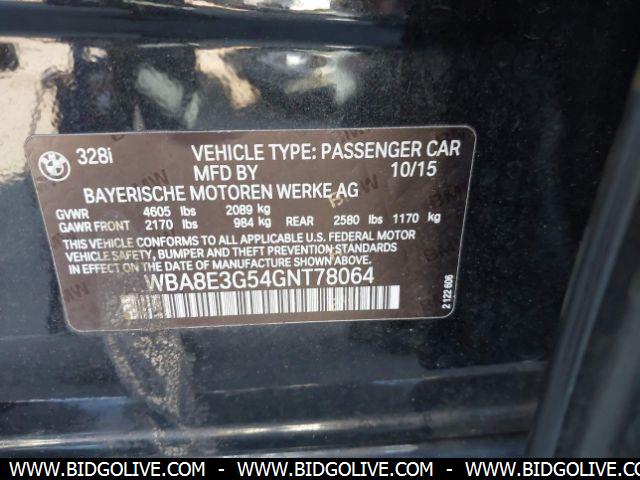 BMW 328i VEHICLE TYPE: PASSENGER CAR
MFD BY 10/15
BAYERISCHE MOTOREN WERKE AG
GVWR 4605 lbs 2089 kg
GAWR FRONT 2170 lbs 984 kg REAR 2580 lbs 1170 kg
THIS VEHICLE CONFORMS TO ALL APPLICABLE U.S. FEDERAL MOTOR
VEHICLE SAFETY, BUMPER AND THEFT PREVENTION STANDARDS
IN EFFECT ON THE DATE OF MANUFACTURE SHOWN ABOVE.
WBA8E3G54GNT78064
2 122 606
WWW.BIDGOLIVE.COM - WWW.BIDGOLIVE.COM - WWW.BIDGOLIVE.COM